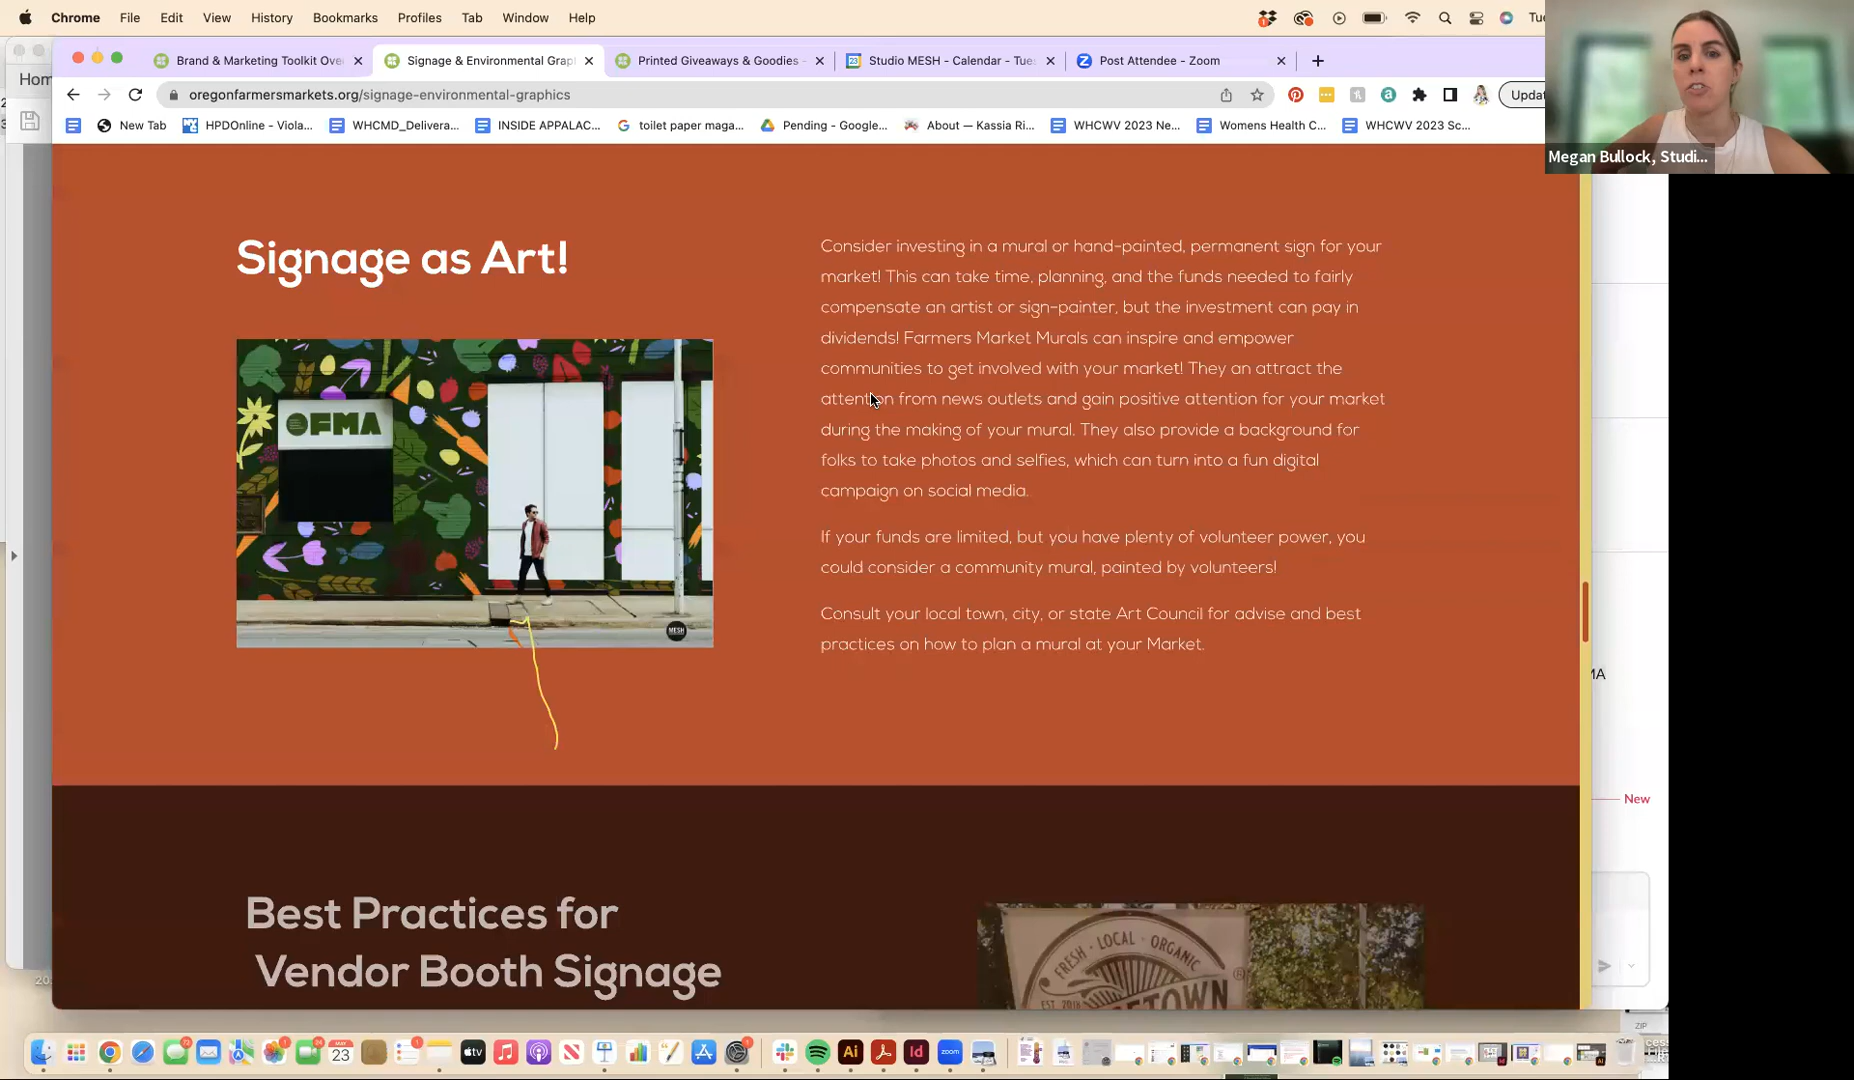 Chrome File Edit View History Bookmarks Profiles Tab Window Help
Brand & Marketing Toolkit Ove
Signage & Environmental Grap
Printed Giveaways & Goodies -
Studio MESH - Calendar - Tues
Post Attendee - Zoom
oregonfarmersmarkets.org/signage-environmental-graphics
New Tab
HPDOnline - Viola...
WHCMD_Delivera...
INSIDE APPALAC...
toilet paper maga...
Pending - Google...
About — Kassia Ri...
WHCWV 2023 Ne...
Womens Health C...
WHCWV 2023 Sc...
Megan Bullock, Studi...
Signage as Art!
OFMA
MESH
Consider investing in a mural or hand-painted, permanent sign for your
market! This can take time, planning, and the funds needed to fairly
compensate an artist or sign-painter, but the investment can pay in
dividends! Farmers Market Murals can inspire and empower
communities to get involved with your market! They an attract the
attention from news outlets and gain positive attention for your market
during the making of your mural. They also provide a background for
folks to take photos and selfies, which can turn into a fun digital
campaign on social media.
If your funds are limited, but you have plenty of volunteer power, you
could consider a community mural, painted by volunteers!
Consult your local town, city, or state Art Council for advise and best
practices on how to plan a mural at your Market.
New
Best Practices for
Vendor Booth Signage
FRESH · LOCAL · ORGANIC
MAY
23
tv
Ai
Id
zoom
ZIP